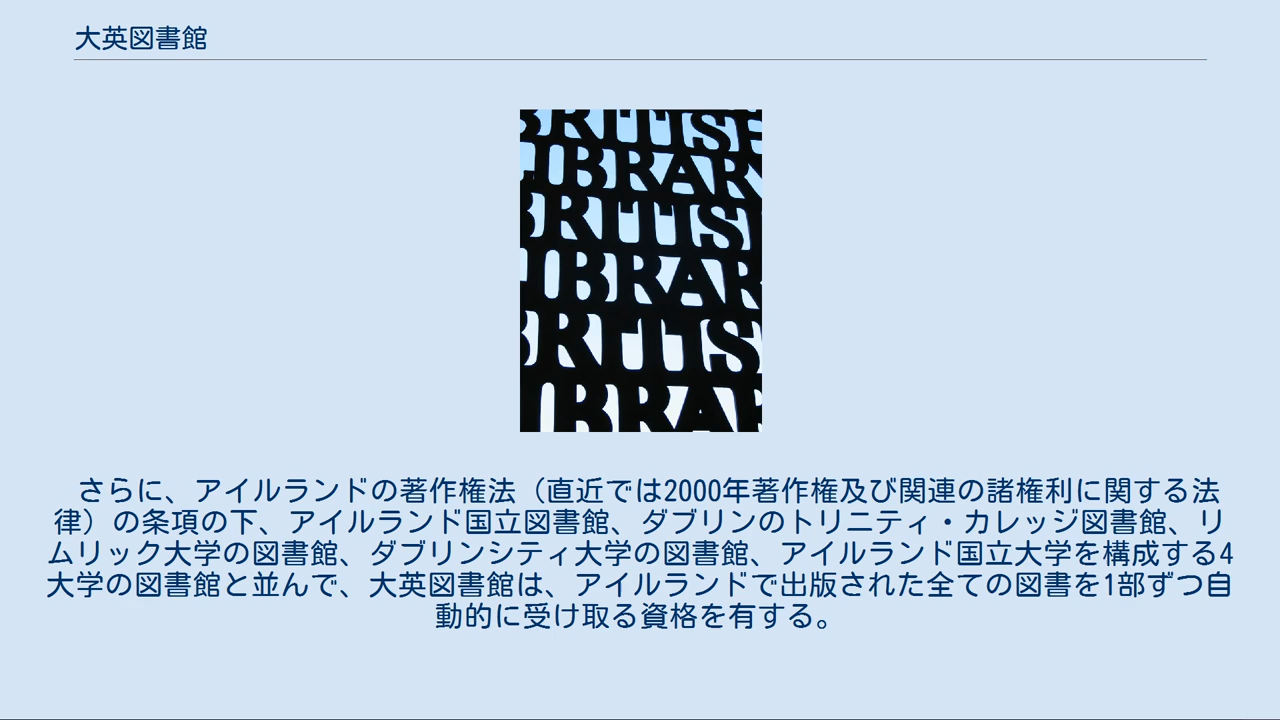 大英図書館
BRITISH
LIBRARY
BRITISH
LIBRAR
BRITISH
LIBRAR
さらに、アイルランドの著作権法（直近では2000年著作権及び関連の諸権利に関する法
律）の条項の下、アイルランド国立図書館、ダブリンのトリニティ・カレッジ図書館、リ
ムリック大学の図書館、ダブリンシティ大学の図書館、アイルランド国立大学を構成する4
大学の図書館と並んで、大英図書館は、アイルランドで出版された全ての図書を1部ずつ自
動的に受け取る資格を有する。